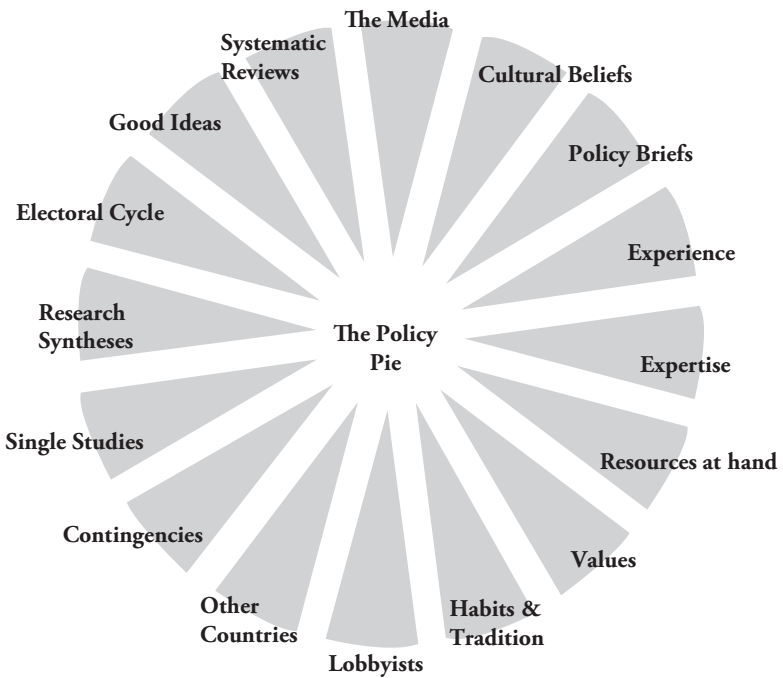 The Media
Cultural Beliefs
Policy Briefs
Experience
Expertise
Resources at hand
Values
Habits &
Tradition
Lobbyists
Other
Countries
Contingencies
Single Studies
Research
Syntheses
Electoral Cycle
Good Ideas
Systematic
Reviews
The Policy
Pie